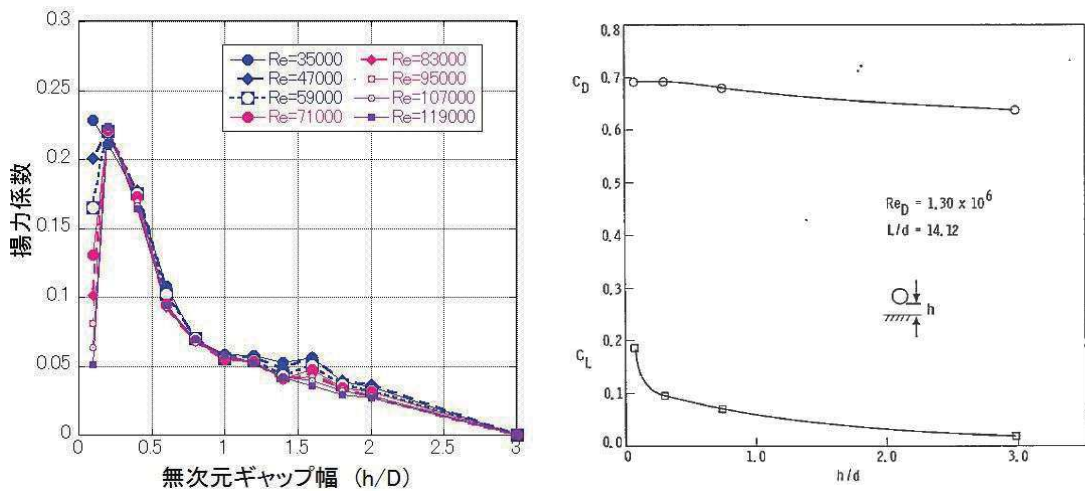 0.3
0.25
0.2
0.15
0.1
0.05
0
揚力係数
Re=35000
Re=47000
Re=59000
Re=71000
Re=83000
Re=95000
Re=107000
Re=119000
0 0.5 1 1.5 2 3
無次元ギャップ幅 (h/D)
0.8
C_D 0.7
0.6
0.5
0.4
0.3
0.2
C_L
0.1
0.0
Re_D = 1.30 x 10^6
L/d = 14.12
h
0 1.0 2.0 3.0
h/d